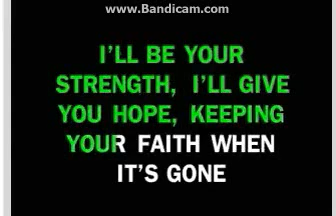 www.Bandicam.com
I'LL BE YOUR
STRENGTH, I'LL GIVE
YOU HOPE, KEEPING
YOUR FAITH WHEN
IT'S GONE